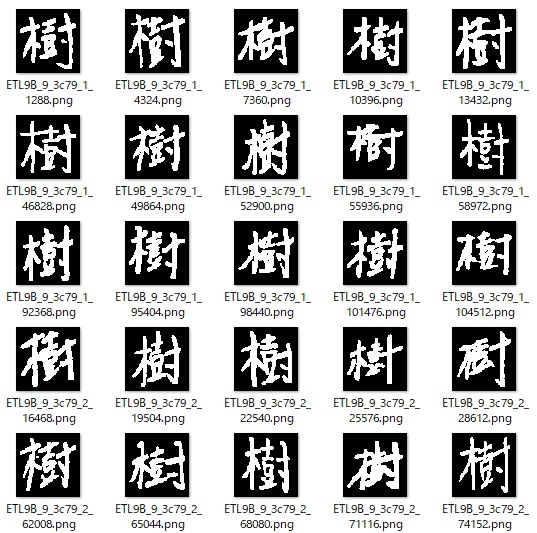 樹 樹 樹 樹 樹
ETL9B_9_3c79_1_ ETL9B_9_3c79_1_ ETL9B_9_3c79_1_ ETL9B_9_3c79_1_ ETL9B_9_3c79_1_
1288.png 4324.png 7360.png 10396.png 13432.png
樹 樹 樹 樹 樹
ETL9B_9_3c79_1_ ETL9B_9_3c79_1_ ETL9B_9_3c79_1_ ETL9B_9_3c79_1_ ETL9B_9_3c79_1_
46828.png 49864.png 52900.png 55936.png 58972.png
樹 樹 樹 樹 樹
ETL9B_9_3c79_1_ ETL9B_9_3c79_1_ ETL9B_9_3c79_1_ ETL9B_9_3c79_1_ ETL9B_9_3c79_1_
92368.png 95404.png 98440.png 101476.png 104512.png
樹 樹 樹 樹 樹
ETL9B_9_3c79_2_ ETL9B_9_3c79_2_ ETL9B_9_3c79_2_ ETL9B_9_3c79_2_ ETL9B_9_3c79_2_
16468.png 19504.png 22540.png 25576.png 28612.png
樹 樹 樹 樹 樹
ETL9B_9_3c79_2_ ETL9B_9_3c79_2_ ETL9B_9_3c79_2_ ETL9B_9_3c79_2_ ETL9B_9_3c79_2_
62008.png 65044.png 68080.png 71116.png 74152.png